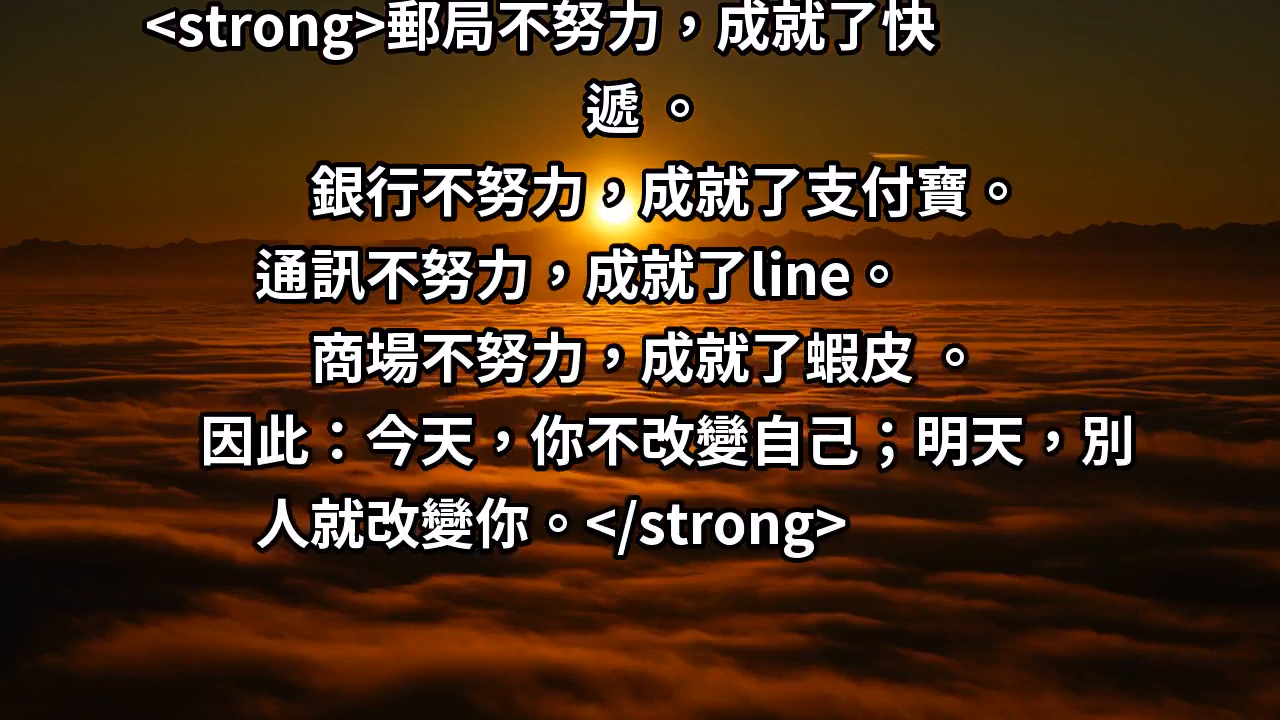 <strong>郵局不努力，成就了快
遞 。
銀行不努力，成就了支付寶。
通訊不努力，成就了line。
商場不努力，成就了蝦皮 。
因此：今天，你不改變自己；明天，別
人就改變你。</strong>